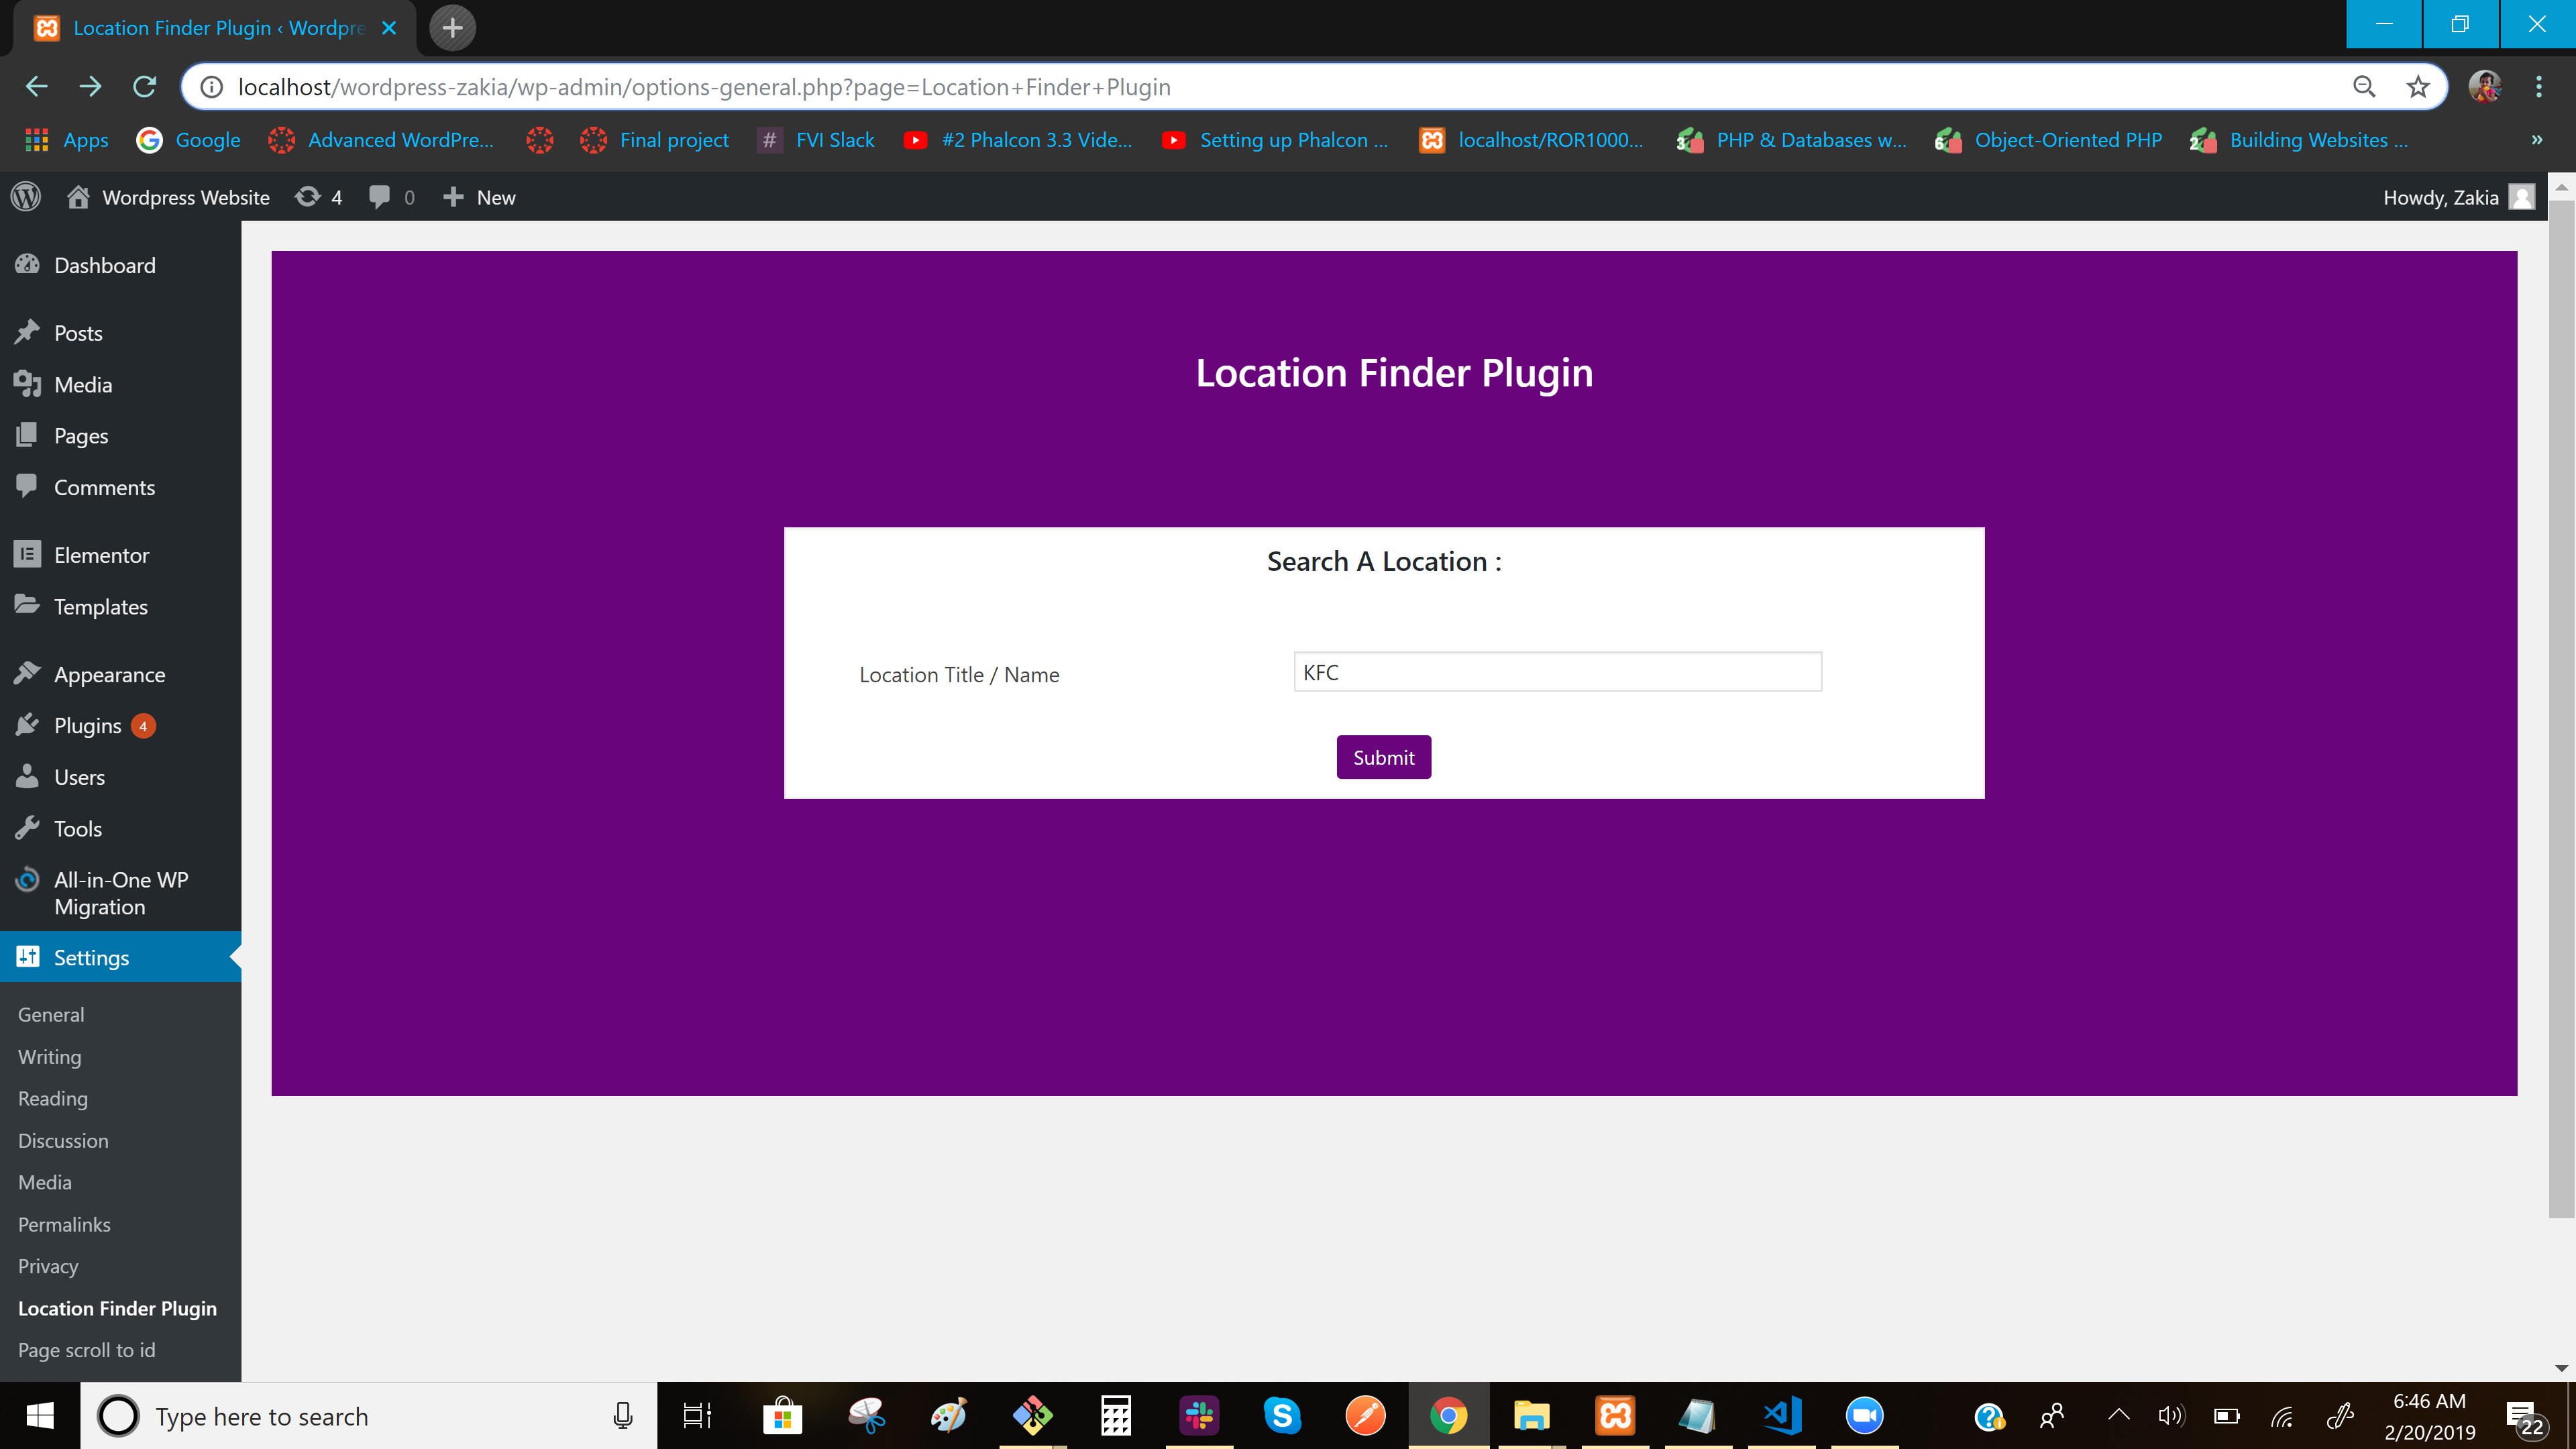 Location Finder Plugin ‹ Wordpre
localhost/wordpress-zakia/wp-admin/options-general.php?page=Location+Finder+Plugin
Apps Google Advanced WordPre... Final project # FVI Slack #2 Phalcon 3.3 Vide... Setting up Phalcon ... localhost/ROR1000... PHP & Databases w... Object-Oriented PHP Building Websites ... »
Wordpress Website 4 0 New Howdy, Zakia
Dashboard
Posts
Media
Pages
Comments
Elementor
Templates
Appearance
Plugins 4
Users
Tools
All-in-One WP
Migration
Settings
General
Writing
Reading
Discussion
Media
Permalinks
Privacy
Location Finder Plugin
Page scroll to id
Location Finder Plugin
Search A Location :
Location Title / Name KFC
Submit
Type here to search
6:46 AM
2/20/2019
22